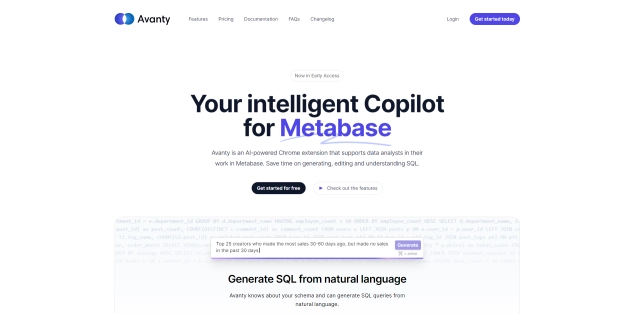 Avanty
Features Pricing Documentation FAQs Changelog Login Get started today
Now in Early Access
Your intelligent Copilot
for Metabase
Avanty is an AI-powered Chrome extension that supports data analysts in their
work in Metabase. Save time on generating, editing and understanding SQL.
Get started for free Check out the features
Top 25 creators who made the most sales 30-60 days ago, but made no sales
in the past 30 days
Generate
Generate SQL from natural language
Avanty knows about your schema and can generate SQL queries from
natural language.